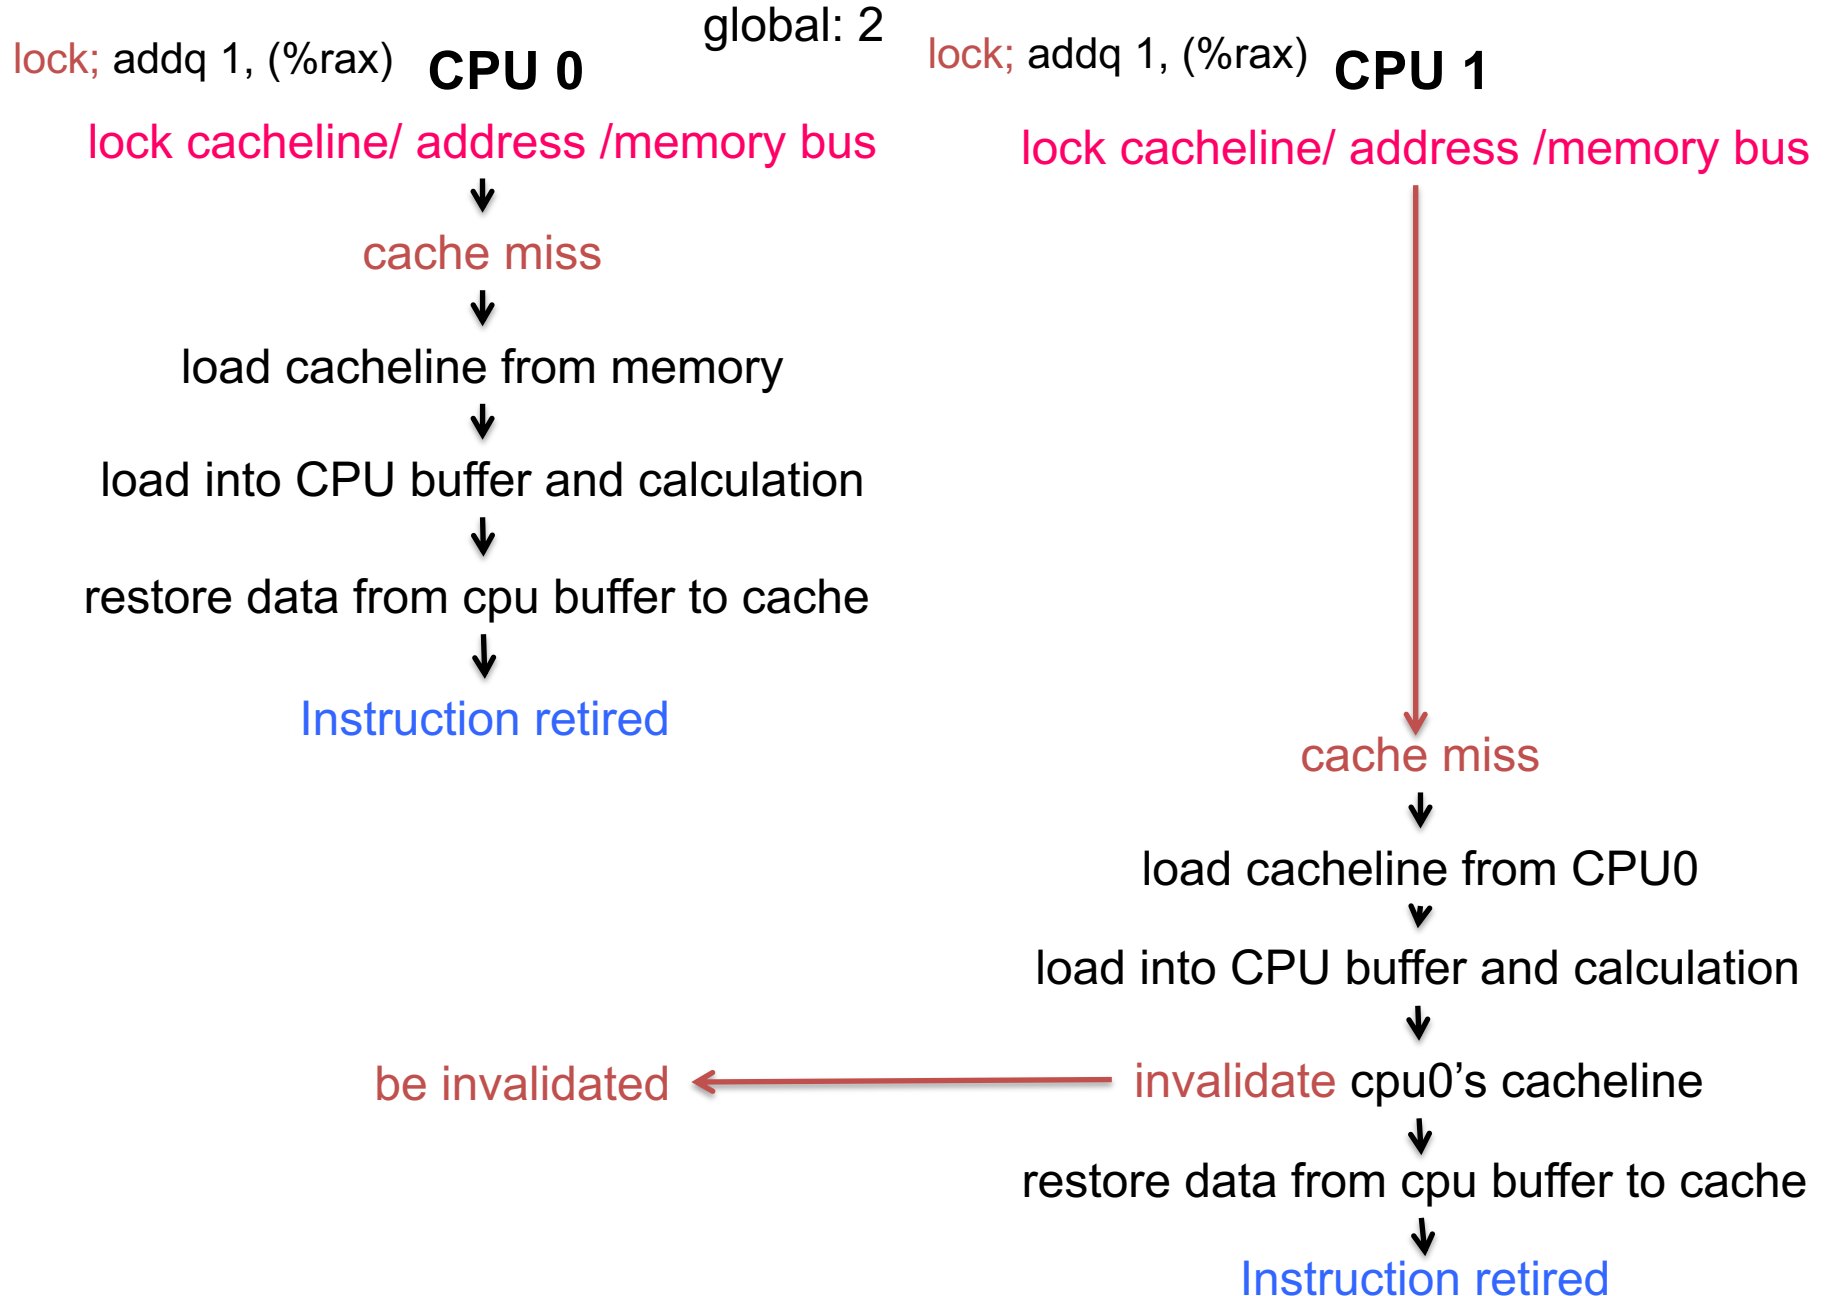 global: 2
lock; addq 1, (%rax) CPU 0
lock cacheline/ address /memory bus
cache miss
load cacheline from memory
load into CPU buffer and calculation
restore data from cpu buffer to cache
Instruction retired
be invalidated
lock; addq 1, (%rax) CPU 1
lock cacheline/ address /memory bus
cache miss
load cacheline from CPU0
load into CPU buffer and calculation
invalidate cpu0’s cacheline
restore data from cpu buffer to cache
Instruction retired